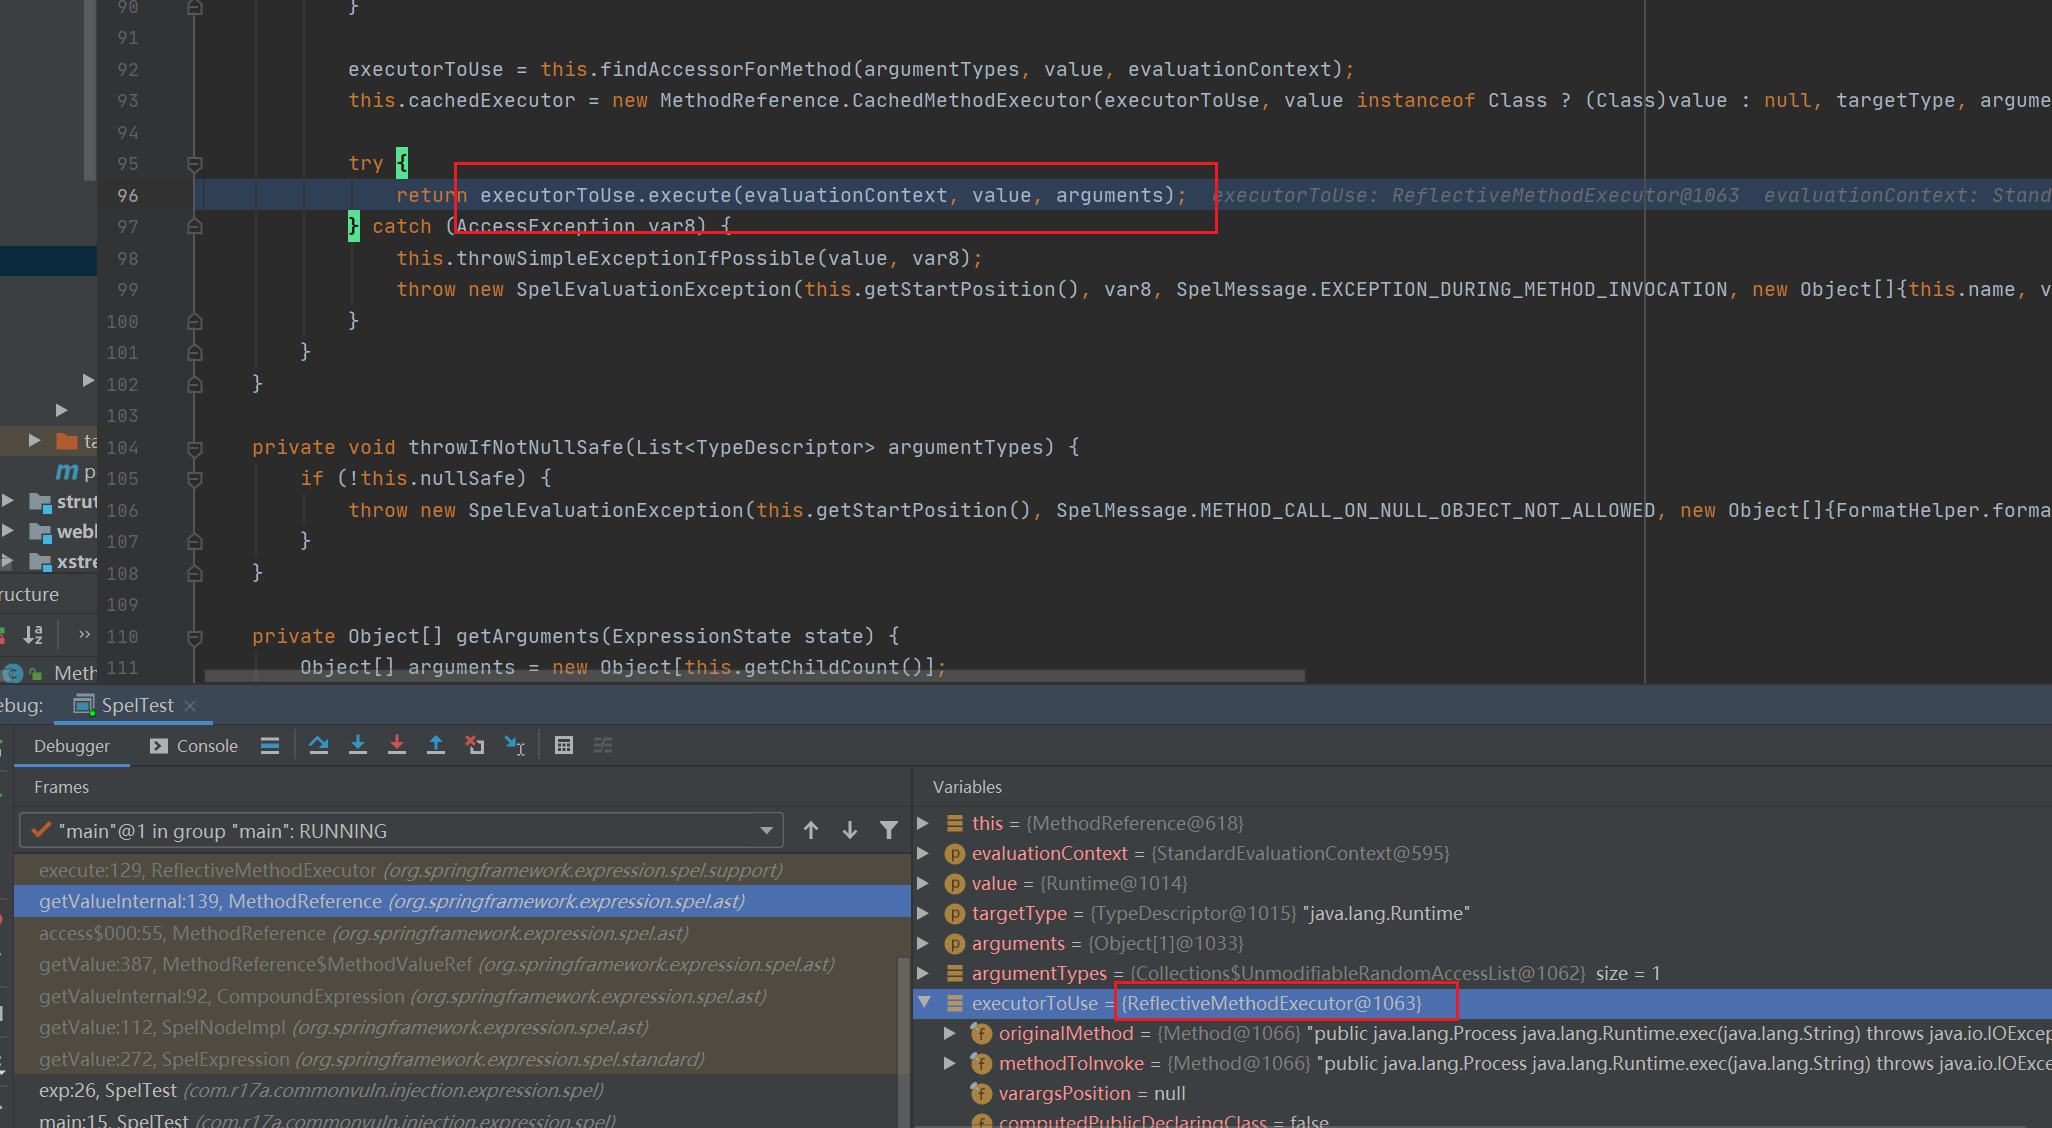 90 }
91
92 executorToUse = this.findAccessorForMethod(argumentTypes, value, evaluationContext);
93 this.cachedExecutor = new MethodReference.CachedMethodExecutor(executorToUse, value instanceof Class ? (Class)value : null, targetType, argume
94
95 try {
96 return executorToUse.execute(evaluationContext, value, arguments); executorToUse: ReflectiveMethodExecutor@1063 evaluationContext: Stand
97 } catch (AccessException var8) {
98 this.throwSimpleExceptionIfPossible(value, var8);
99 throw new SpelEvaluationException(this.getStartPosition(), var8, SpelMessage.EXCEPTION_DURING_METHOD_INVOCATION, new Object[]{this.name, v
100 }
101 }
102 }
103
104 private void throwIfNotNullSafe(List<TypeDescriptor> argumentTypes) {
105 if (!this.nullSafe) {
106 throw new SpelEvaluationException(this.getStartPosition(), SpelMessage.METHOD_CALL_ON_NULL_OBJECT_NOT_ALLOWED, new Object[]{FormatHelper.forma
107 }
108 }
109
110 private Object[] getArguments(ExpressionState state) {
111 Object[] arguments = new Object[this.getChildCount()];
ta
m p
strut
webl
xstre
ructure
Meth
ebug: SpelTest
Debugger Console
Frames
"main"@1 in group "main": RUNNING
execute:129, ReflectiveMethodExecutor (org.springframework.expression.spel.support)
getValueInternal:139, MethodReference (org.springframework.expression.spel.ast)
access$000:55, MethodReference (org.springframework.expression.spel.ast)
getValue:387, MethodReference$MethodValueRef (org.springframework.expression.spel.ast)
getValueInternal:92, CompoundExpression (org.springframework.expression.spel.ast)
getValue:112, SpelNodeImpl (org.springframework.expression.spel.ast)
getValue:272, SpelExpression (org.springframework.expression.spel.standard)
exp:26, SpelTest (com.r17a.commonvuln.injection.expression.spel)
main:15, SpelTest (com.r17a.commonvuln.injection.expression.spel)
Variables
this = {MethodReference@618}
evaluationContext = {StandardEvaluationContext@595}
value = {Runtime@1014}
targetType = {TypeDescriptor@1015} "java.lang.Runtime"
arguments = {Object[1]@1033}
argumentTypes = {Collections$UnmodifiableRandomAccessList@1062} size = 1
executorToUse = {ReflectiveMethodExecutor@1063}
originalMethod = {Method@1066} "public java.lang.Process java.lang.Runtime.exec(java.lang.String) throws java.io.IOExcep
methodToInvoke = {Method@1066} "public java.lang.Process java.lang.Runtime.exec(java.lang.String) throws java.io.IOExce
varargsPosition = null
computedPublicDeclaringClass = false